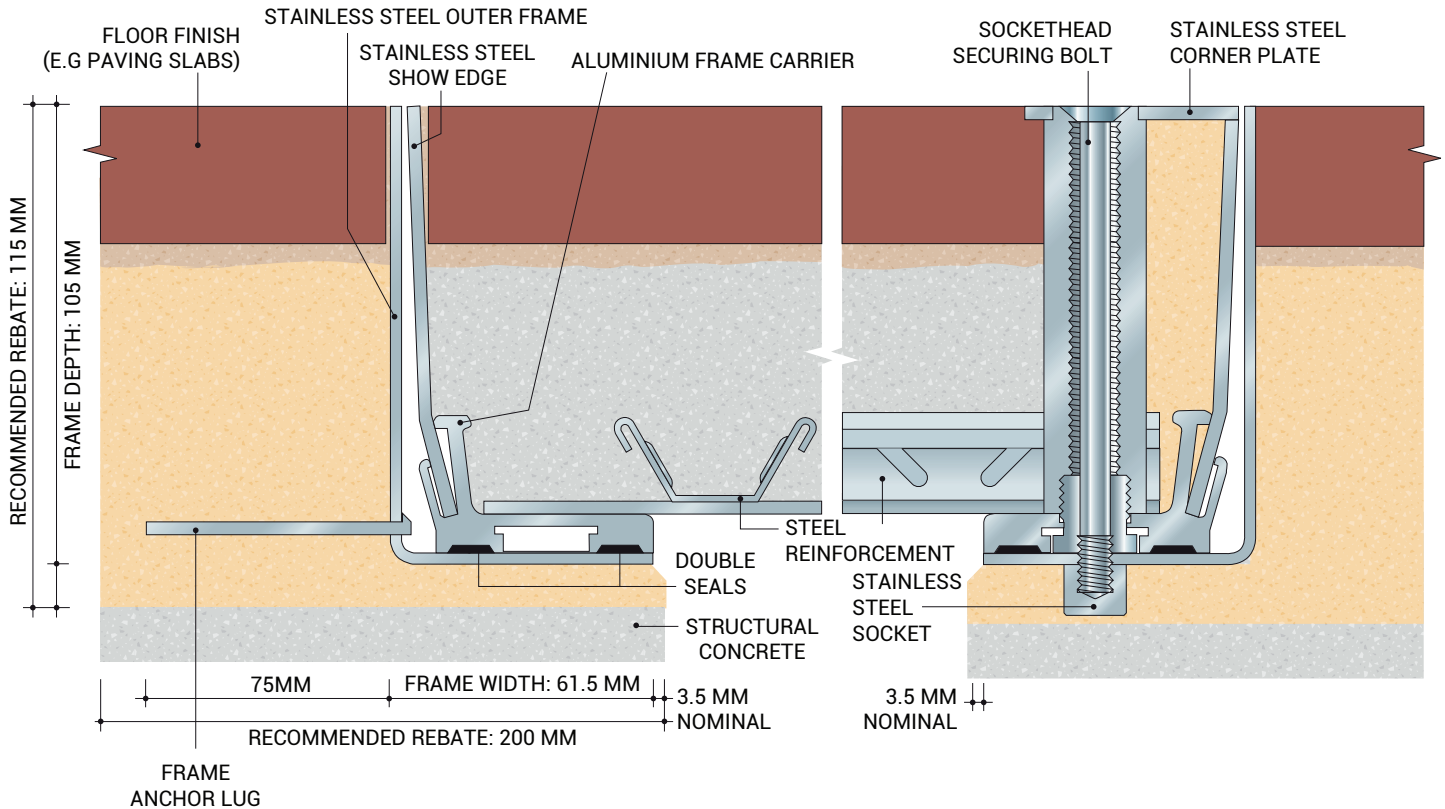 STAINLESS STEEL OUTER FRAME
FLOOR FINISH
(E.G PAVING SLABS)
STAINLESS STEEL
SHOW EDGE
ALUMINIUM FRAME CARRIER
SOCKETHEAD
SECURING BOLT
STAINLESS STEEL
CORNER PLATE
RECOMMENDED REBATE: 115 MM
FRAME DEPTH: 105 MM
STEEL
REINFORCEMENT
DOUBLE
SEALS
STAINLESS
STEEL
SOCKET
STRUCTURAL
CONCRETE
75MM
FRAME WIDTH: 61.5 MM
3.5 MM
NOMINAL
3.5 MM
NOMINAL
RECOMMENDED REBATE: 200 MM
FRAME
ANCHOR LUG